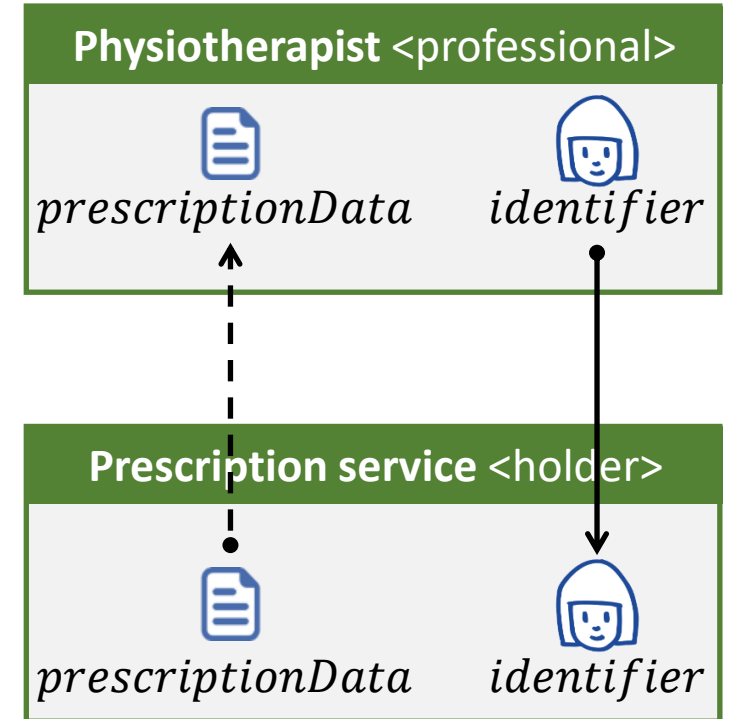 Physiotherapist <professional>
prescriptionData identifier
Prescription service <holder>
prescriptionData identifier